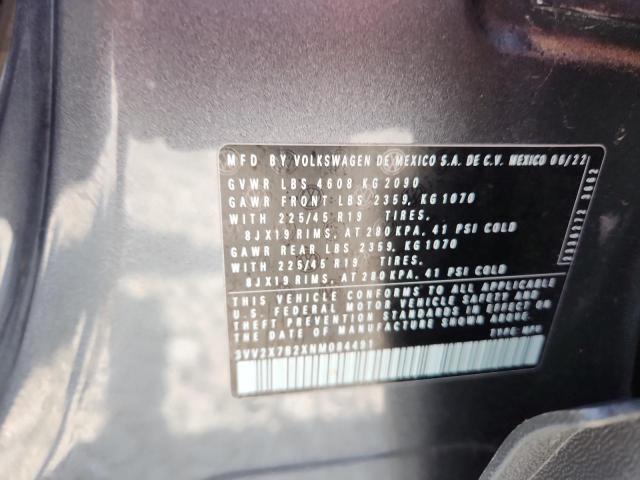 MFD BY VOLKSWAGEN DE MEXICO S.A. DE C.V. MEXICO 06/22
GVWR LBS 4608 KG 2090
GAWR FRONT LBS 2359, KG 1070
WITH 225/45 R19 TIRES,
8JX19 RIMS, AT 280 KPA, 41 PSI COLD
GAWR REAR LBS 2359, KG 1070
WITH 225/45 R19 TIRES,
8JX19 RIMS, AT 280 KPA, 41 PSI COLD
THIS VEHICLE CONFORMS TO ALL APPLICABLE
U.S. FEDERAL MOTOR VEHICLE SAFETY AND
THEFT PREVENTION STANDARDS IN EFFECT ON
THE DATE OF MANUFACTURE SHOWN ABOVE.
TYPE: MPV